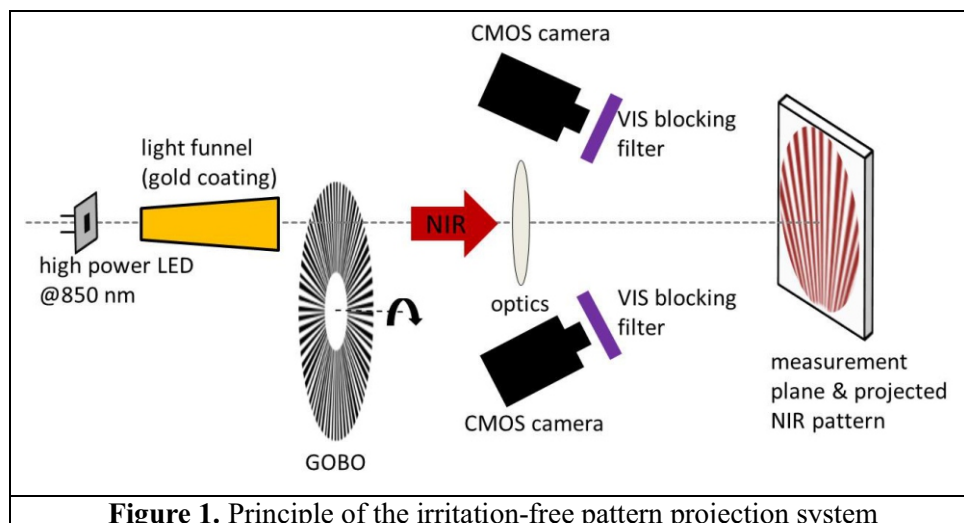 CMOS camera
VIS blocking
filter
light funnel
(gold coating)
NIR
high power LED
@850 nm
optics
VIS blocking
filter
measurement
plane & projected
NIR pattern
CMOS camera
GOBO
Figure 1. Principle of the irritation-free pattern projection system